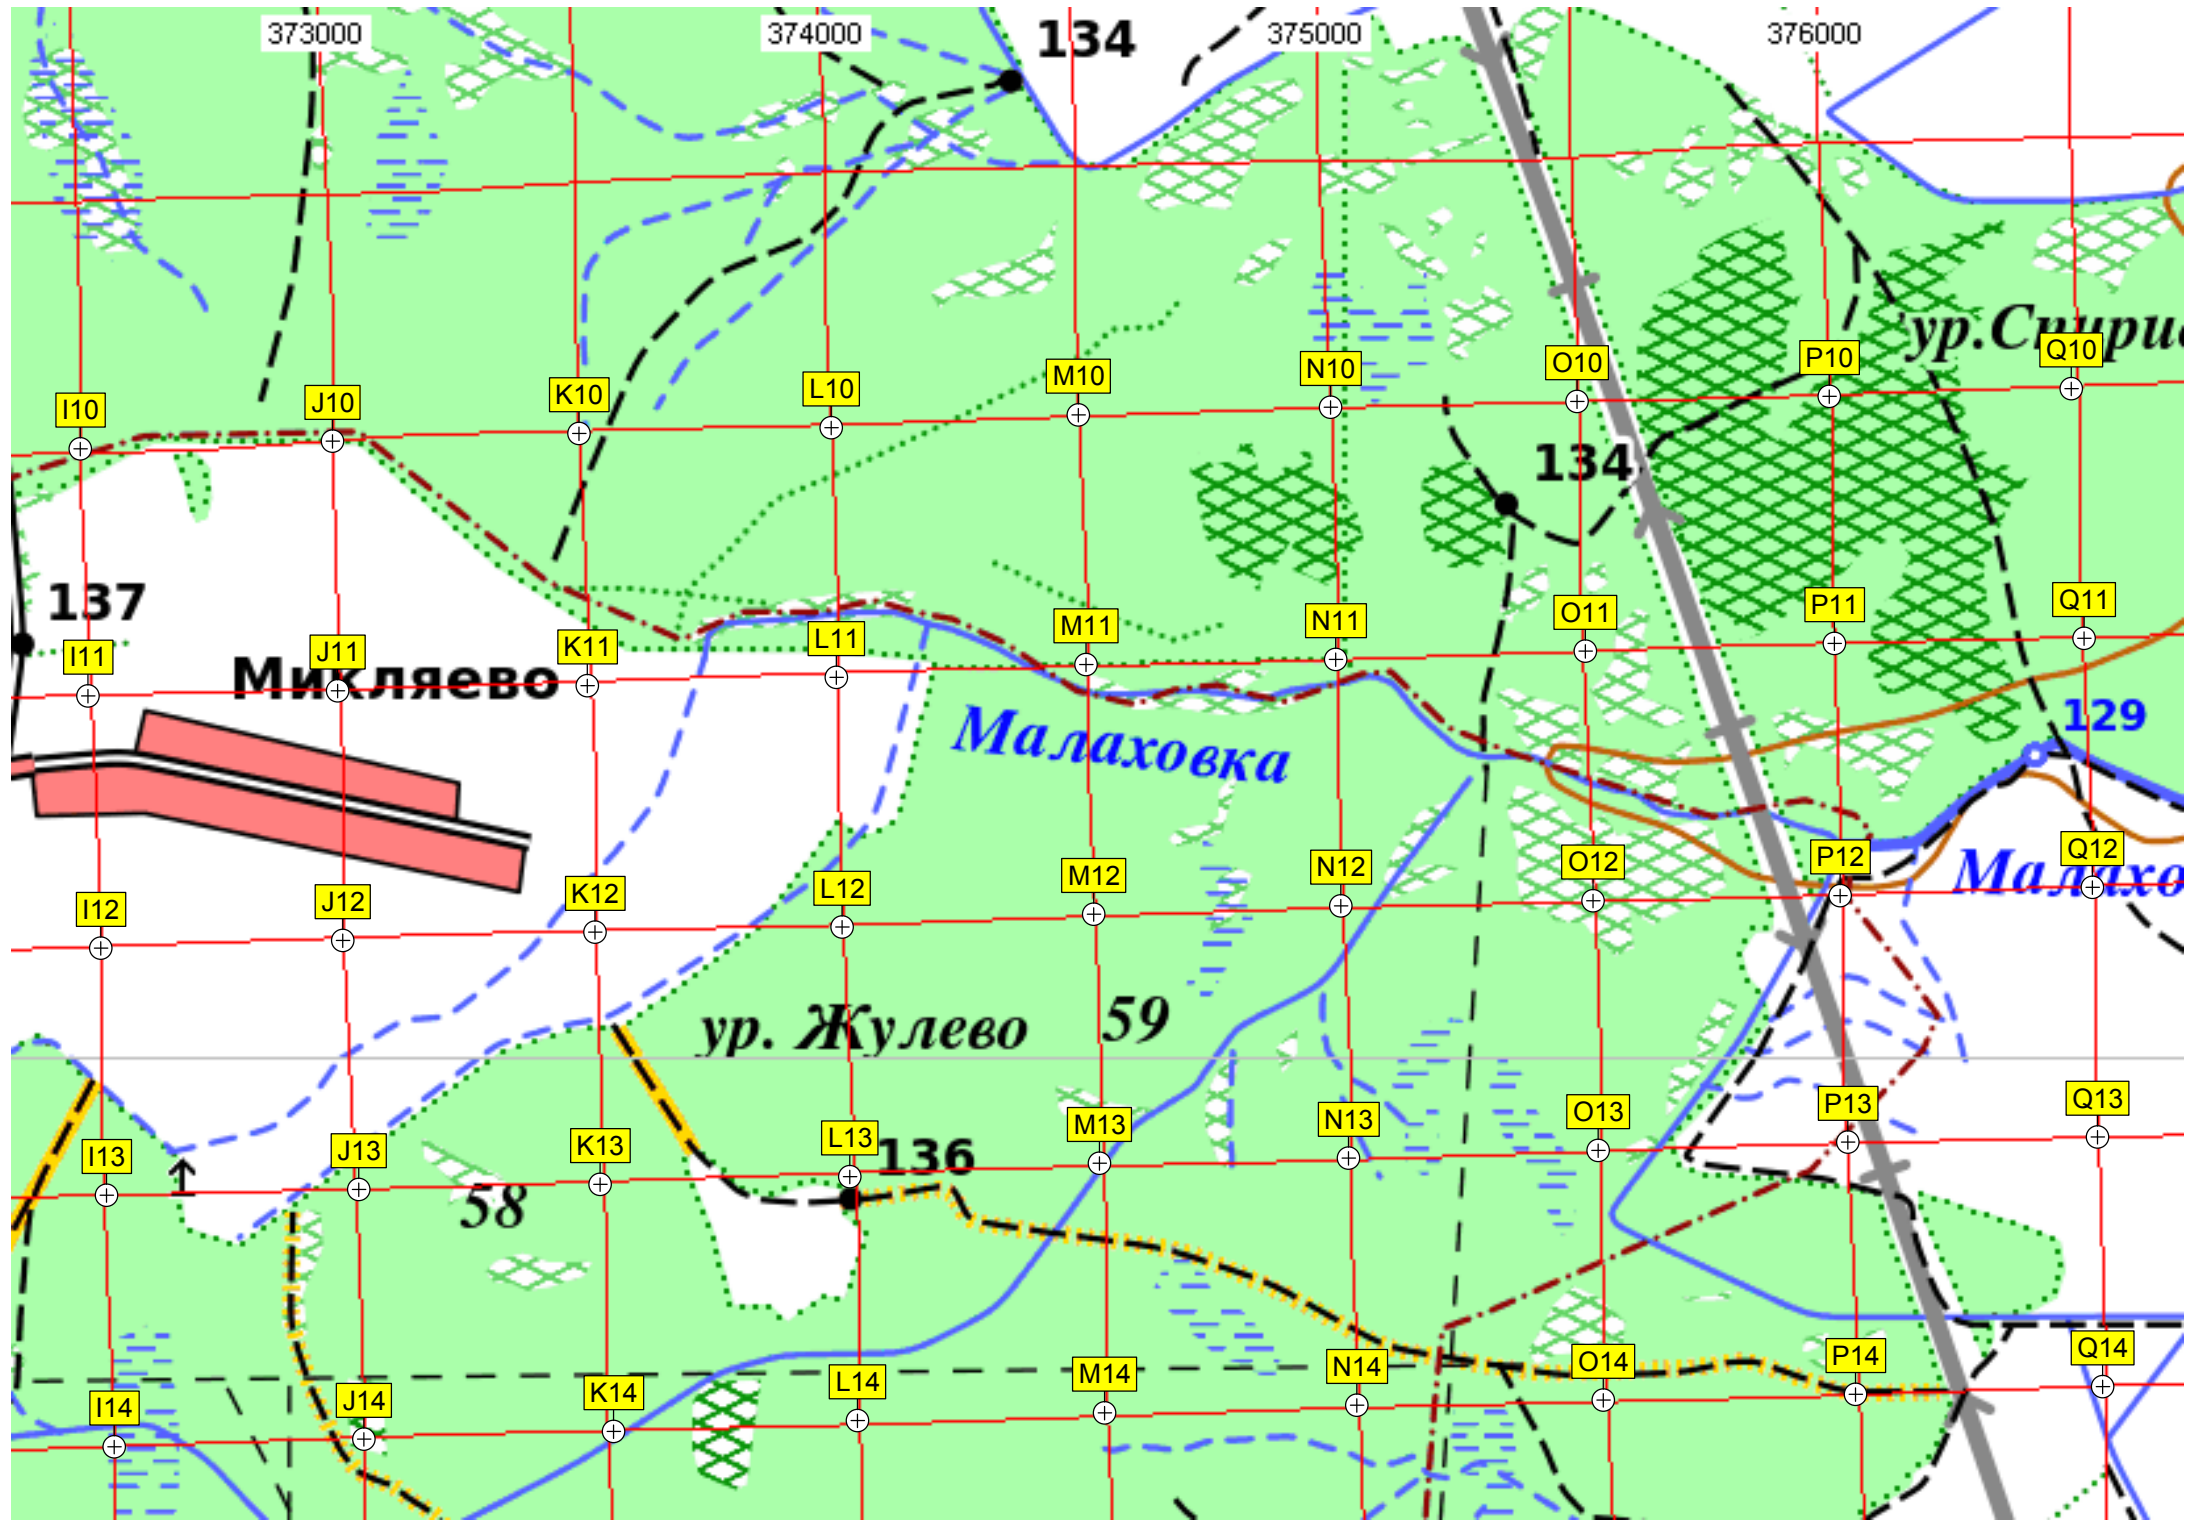 373000 374000 375000 376000
134
I10 J10 K10 L10 M10 N10 O10 P10 Q10
134
137
I11 J11 K11 L11 M11 N11 O11 P11 Q11
Микляево
Малаховка
129
I12 J12 K12 L12 M12 N12 O12 P12 Q12
ур. Жулево 59
I13 J13 K13 L13 M13 N13 O13 P13 Q13
136
58
I14 J14 K14 L14 M14 N14 O14 P14 Q14